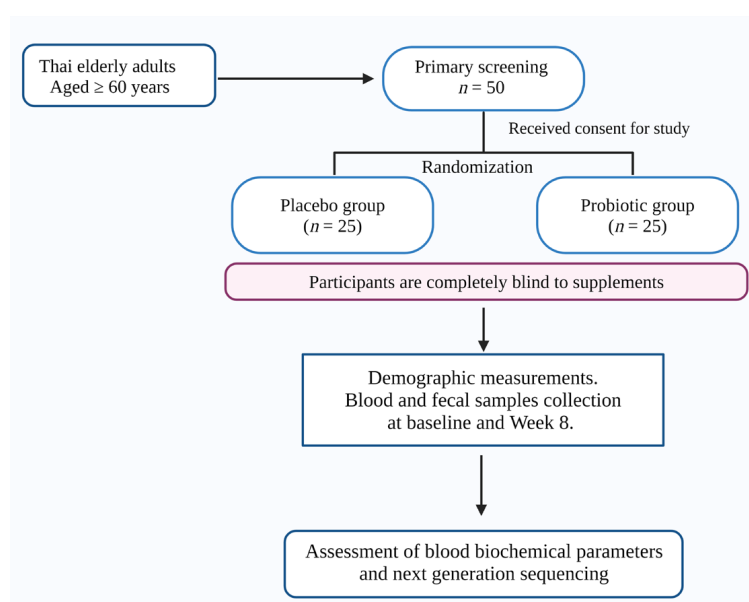 Thai elderly adults
Aged ≥ 60 years
Primary screening
n = 50
Received consent for study
Randomization
Placebo group
(n = 25)
Probiotic group
(n = 25)
Participants are completely blind to supplements
Demographic measurements.
Blood and fecal samples collection
at baseline and Week 8.
Assessment of blood biochemical parameters
and next generation sequencing